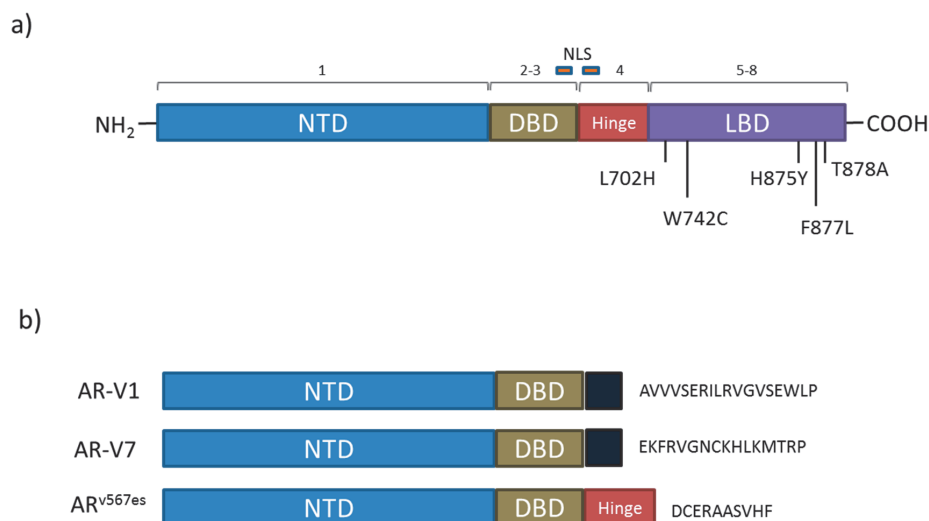 a)
NLS
1 2-3 4 5-8
NH2 NTD DBD Hinge LBD COOH
L702H H875Y T878A
W742C F877L
b)
AR-V1 NTD DBD AVVVSERILRVGVSEWLP
AR-V7 NTD DBD EKFRVGNCKHLKMTRP
ARv567es NTD DBD Hinge DCERAASVHF